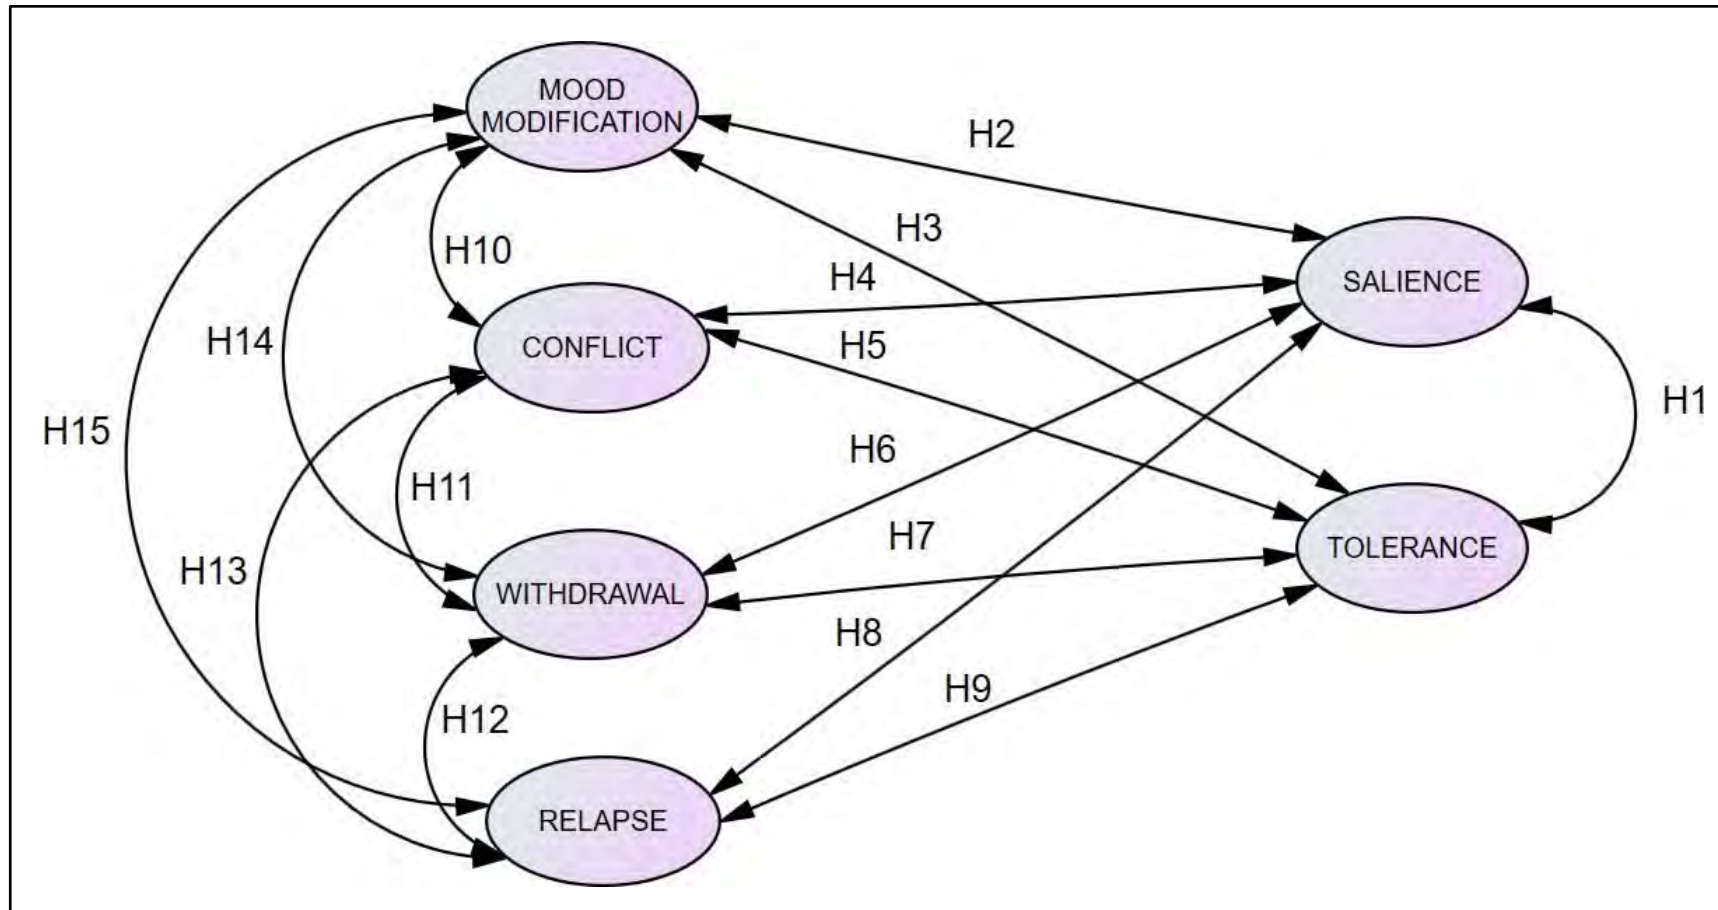 MOOD
MODIFICATION
H2
H3
H10
H4
SALIENCE
H14
CONFLICT
H5
H1
H15
H6
H11
H7
TOLERANCE
H13
WITHDRAWAL
H8
H9
H12
RELAPSE